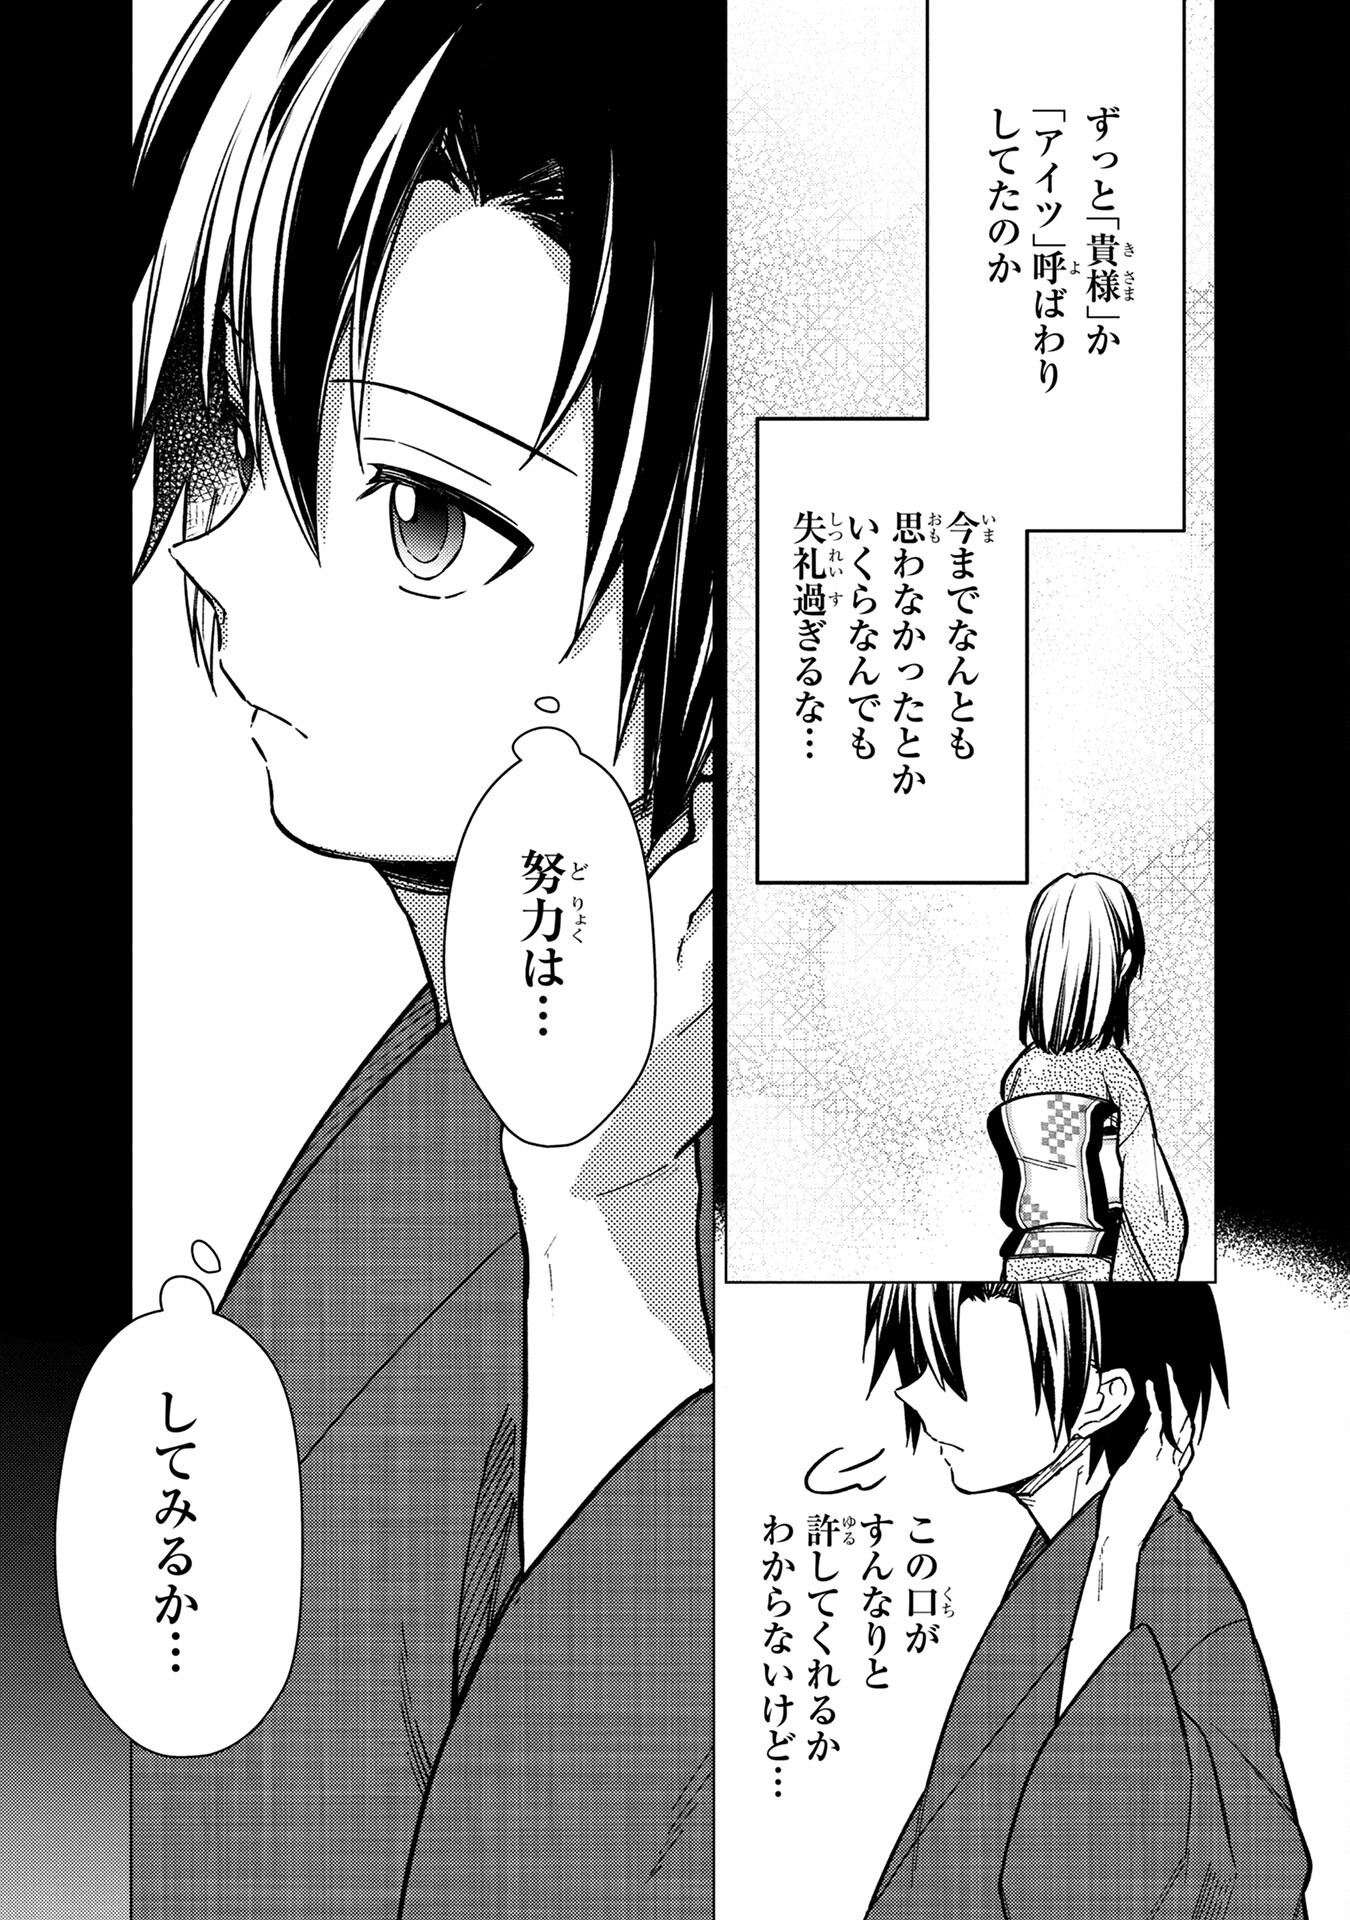 ずっと「貴様」か
「アイツ」呼ばわり
してたのか
今までなんとも
思わなかったとか
いくらなんでも
失礼過ぎるな…
この口が
すんなりと
許してくれるか
わからないけど…
努力は…
してみるか…